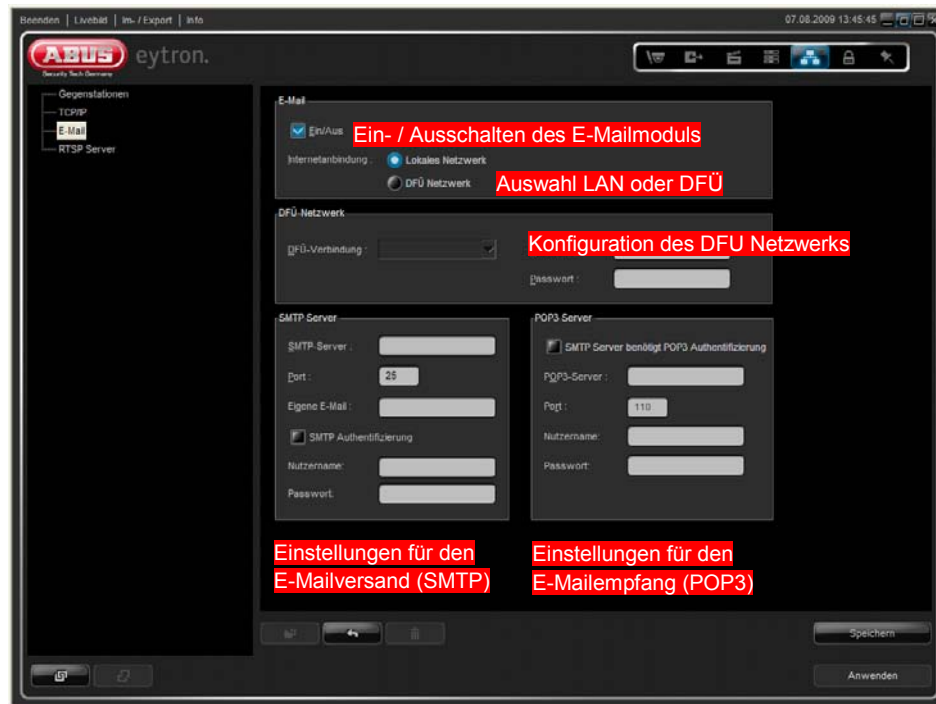 Beenden | Livebild | Im- / Export | Info
07.08.2009 13:45:45
ABUS
eytron.
Security Tech Germany
Gegenstationen
TCP/IP
E-Mail
RTSP Server
E-Mail
Ein/Aus
Ein- / Ausschalten des E-Mailmoduls
Internetanbindung :
Lokales Netzwerk
DFÜ Netzwerk
Auswahl LAN oder DFÜ
DFÜ-Netzwerk
DFÜ-Verbindung :
Konfiguration des DFU Netzwerks
Passwort :
SMTP Server
SMTP-Server :
Port :
25
Eigene E-Mail :
SMTP Authentifizierung
Nutzername:
Passwort:
POP3 Server
SMTP Server benötigt POP3 Authentifizierung
POP3-Server :
Port :
110
Nutzername:
Passwort:
Einstellungen für den
E-Mailversand (SMTP)
Einstellungen für den
E-Mailempfang (POP3)
Speichern
Anwenden